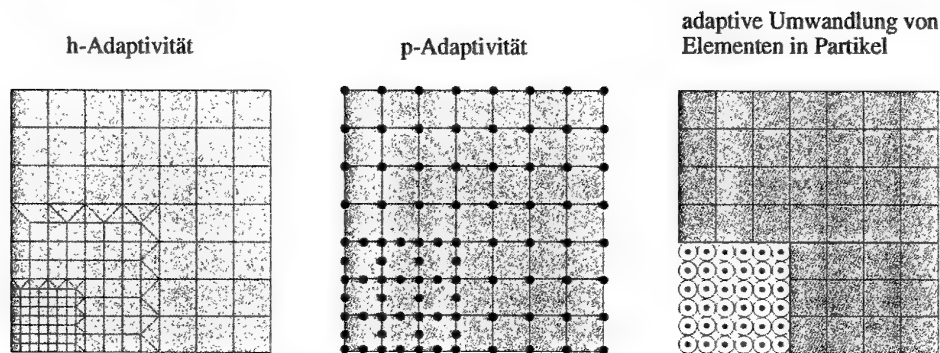 h-Adaptivität
p-Adaptivität
adaptive Umwandlung von
Elementen in Partikel